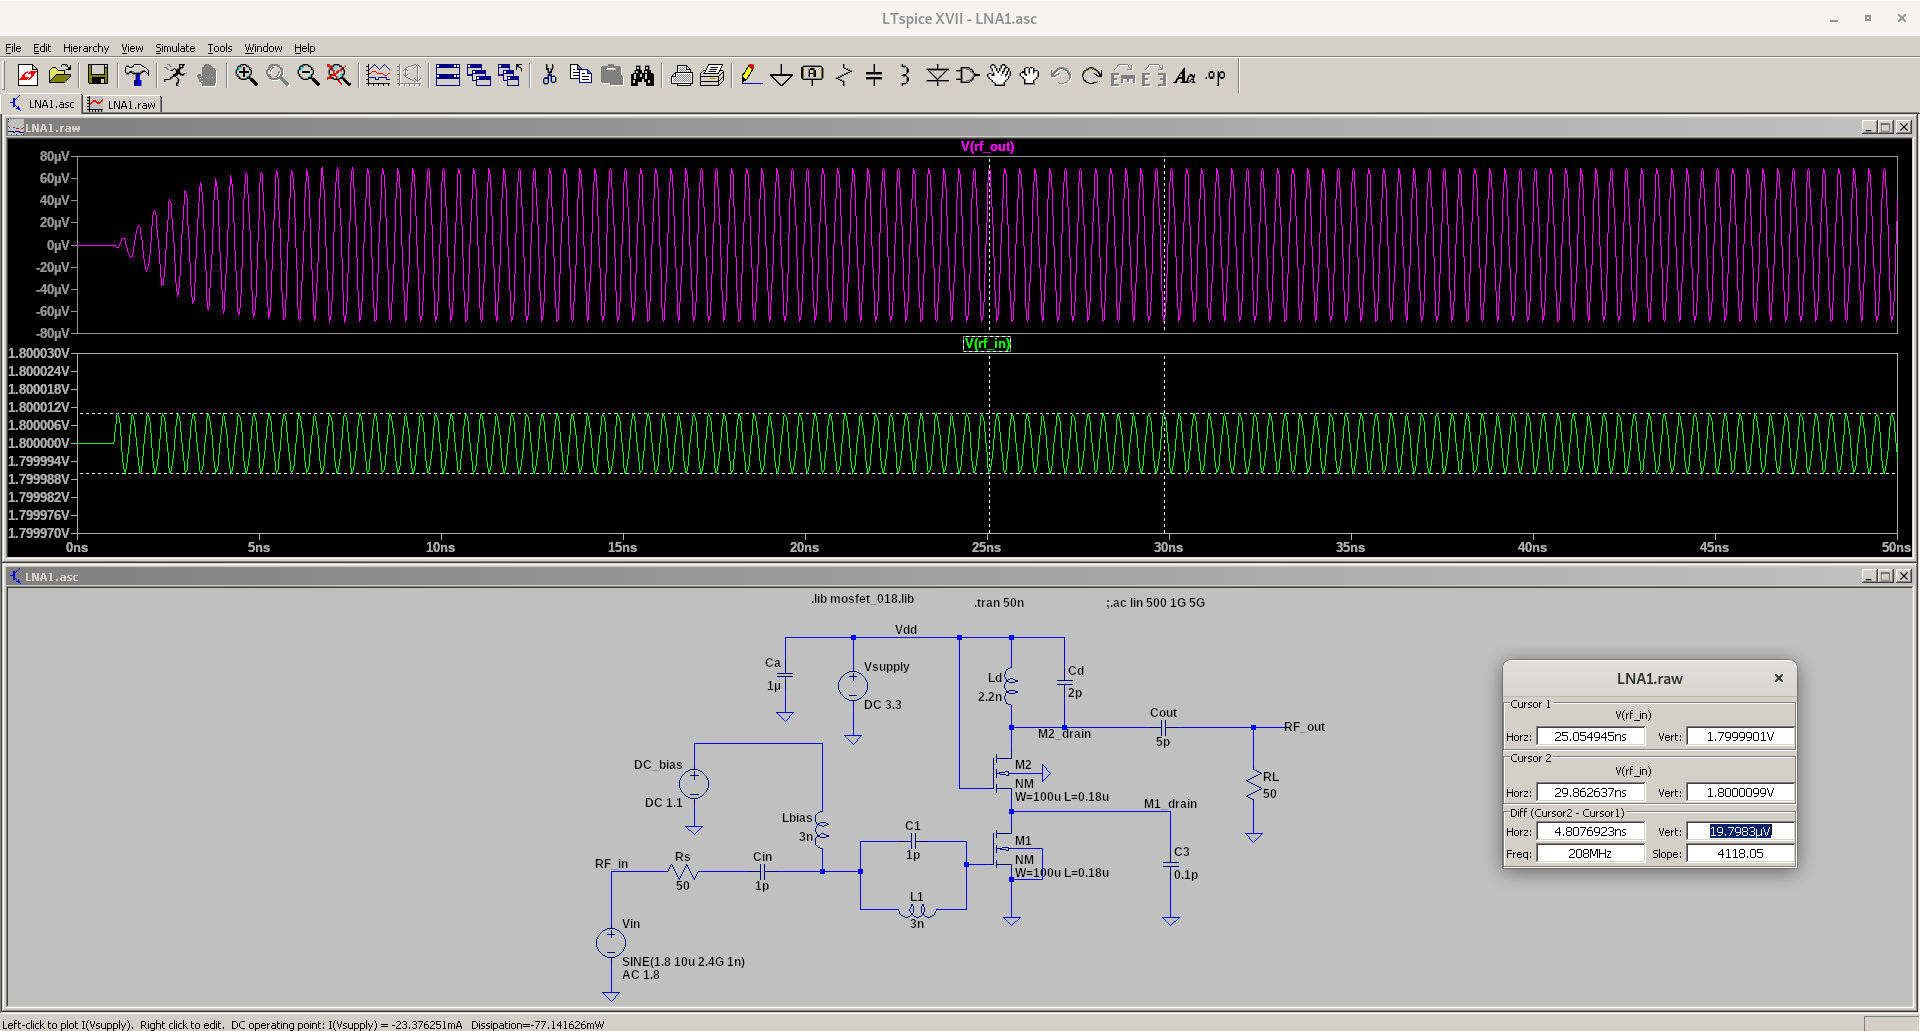 LTspice XVII - LNA1.asc
File Edit Hierarchy View Simulate Tools Window Help
LNA1.asc LNA1.raw
LNA1.raw
V(rf_out)
80µV
60µV
40µV
20µV
0µV
-20µV
-40µV
-60µV
-80µV
V(rf_in)
1.800030V
1.800024V
1.800018V
1.800012V
1.800006V
1.800000V
1.799994V
1.799988V
1.799982V
1.799976V
1.799970V
0ns 5ns 10ns 15ns 20ns 25ns 30ns 35ns 40ns 45ns 50ns
LNA1.asc
.lib mosfet_018.lib .tran 50n ;.ac lin 500 1G 5G
Vdd
Ca
1µ
Vsupply
DC 3.3
Ld
2.2n
Cd
2p
Cout
5p
RF_out
M2_drain
DC_bias
DC 1.1
M2
NM
W=100u L=0.18u
RL
50
M1_drain
Lbias
3n
C1
1p
M1
NM
W=100u L=0.18u
C3
0.1p
RF_in
Rs
50
Cin
1p
L1
3n
Vin
SINE(1.8 10u 2.4G 1n)
AC 1.8
LNA1.raw
Cursor 1
V(rf_in)
Horz: 25.054945ns Vert: 1.7999901V
Cursor 2
V(rf_in)
Horz: 29.862637ns Vert: 1.8000099V
Diff (Cursor2 - Cursor1)
Horz: 4.8076923ns Vert: 19.7983µV
Freq: 208MHz Slope: 4118.05
Left-click to plot I(Vsupply). Right click to edit. DC operating point: I(Vsupply) = -23.376251mA Dissipation=-77.141626mW